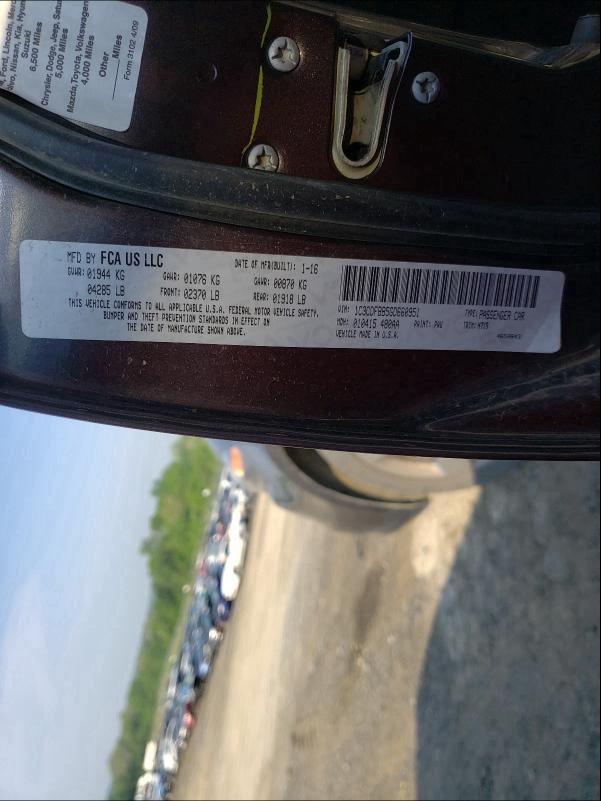 a, Ford, Lincoln,
Nissan, Kia,
Suzuki
6,500 Miles
Chrysler, Dodge, Jeep,
5,000 Miles
Mazda, Toyota, Volkswagen
4,000 Miles
Other
Miles
Form 3102 4/09
MFD BY FCA US LLC
DATE OF MFR(BUILT): 1-16
GVWR: 01944 KG
GAWR: 01076 KG
GAWR: 00870 KG
04285 LB
FRONT: 02370 LB
REAR: 01918 LB
THIS VEHICLE CONFORMS TO ALL APPLICABLE U.S.A. FEDERAL MOTOR VEHICLE SAFETY,
BUMPER AND THEFT PREVENTION STANDARDS IN EFFECT ON
THE DATE OF MANUFACTURE SHOWN ABOVE.
VIN: 1C3CDFBB5GD660951
TYPE: PASSENGER CAR
MDH: 010415 480AA
PAINT: PAV
TRIM:
VEHICLE MADE IN U.S.A.